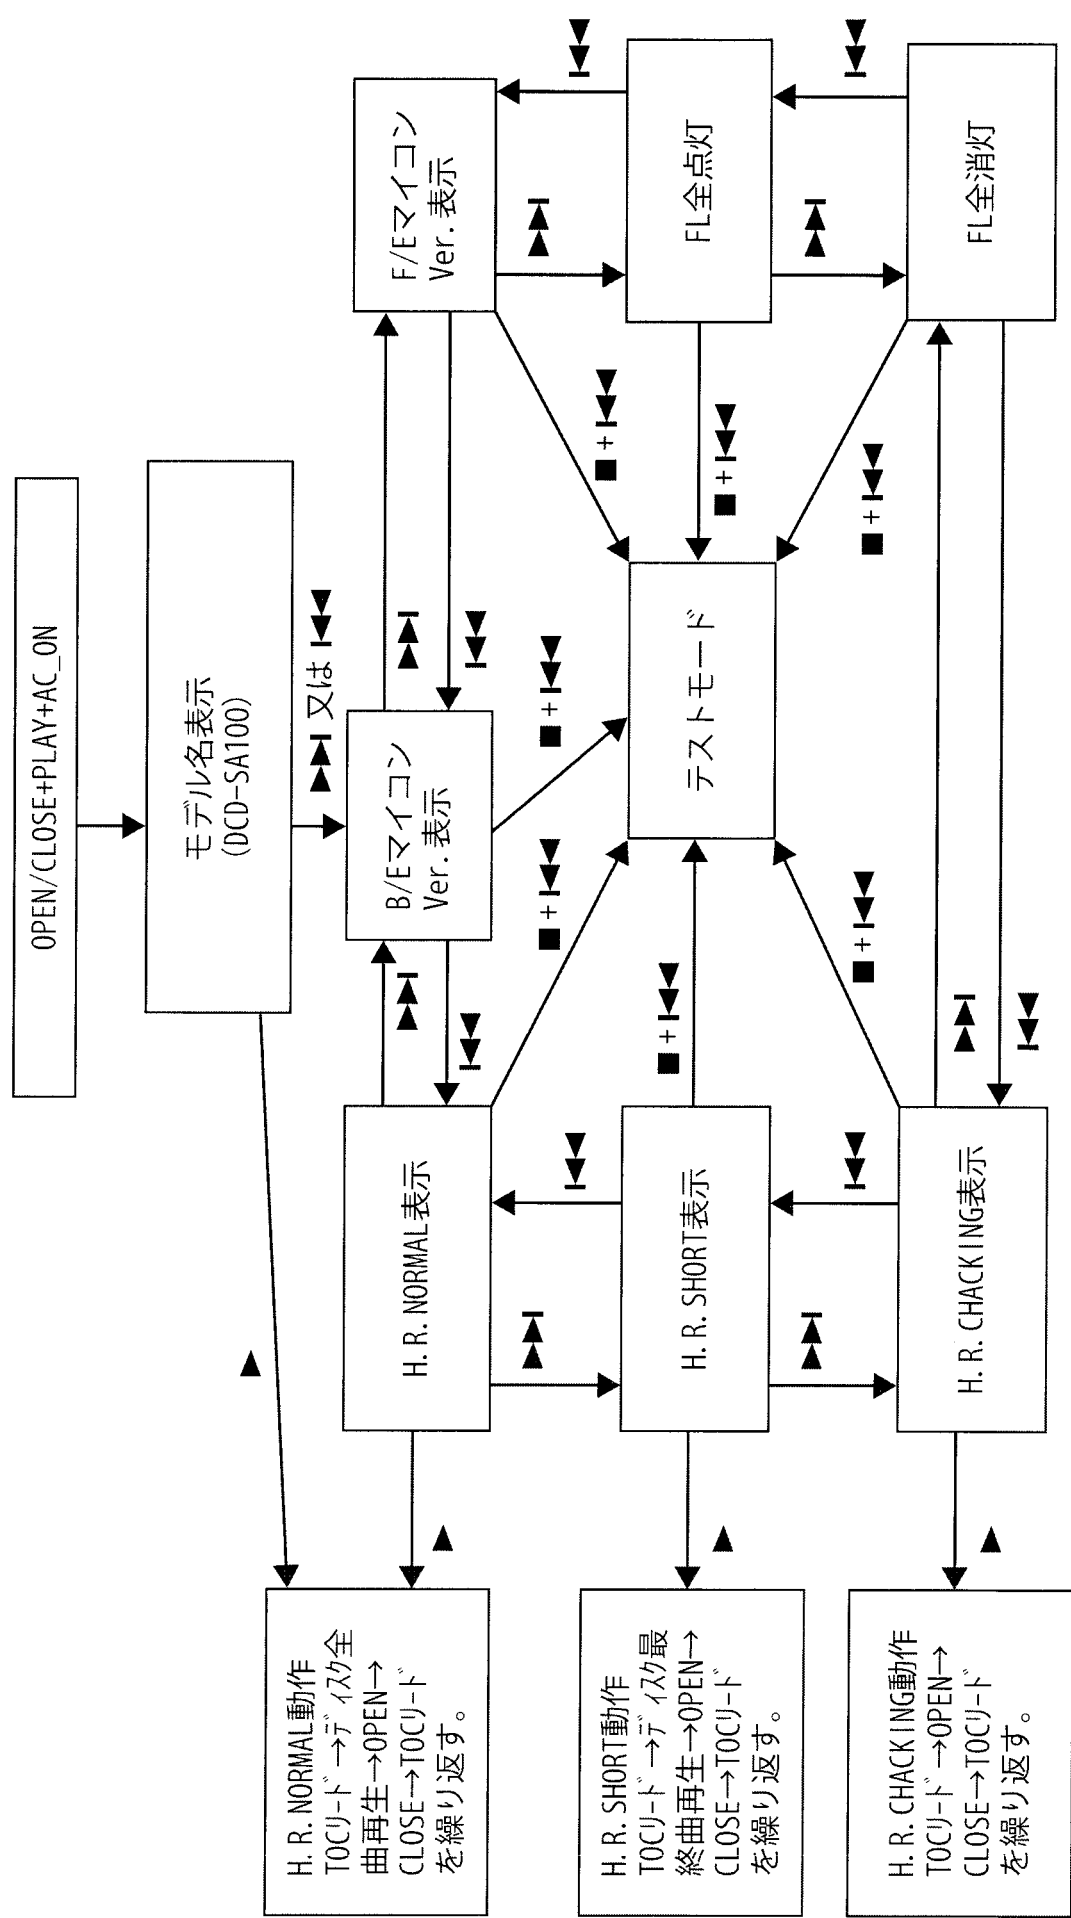 OPEN/CLOSE+PLAY+AC_ON
モデル名表示
(DCD-SA100)
▶
▶▶I 又は I◀◀
H.R.NORMAL動作
TOCリード→ディスク全
曲再生→OPEN→
CLOSE→TOCリード
を繰り返す。
▶
H.R.NORMAL表示
▶▶I
I◀◀
B/Eマイコン
Ver.表示
▶▶I
I◀◀
F/Eマイコン
Ver.表示
▶▶I
I◀◀
■+I◀◀
■+I◀◀
▶▶I
I◀◀
■+I◀◀
H.R.SHORT動作
TOCリード→ディスク最
終曲再生→OPEN→
CLOSE→TOCリード
を繰り返す。
▶
H.R.SHORT表示
■+I◀◀
テストモード
■+I◀◀
FL全点灯
▶▶I
I◀◀
■+I◀◀
■+I◀◀
▶▶I
I◀◀
H.R.CHACKING動作
TOCリード→OPEN→
CLOSE→TOCリード
を繰り返す。
▶
H.R.CHACKING表示
▶▶I
I◀◀
FL全消灯